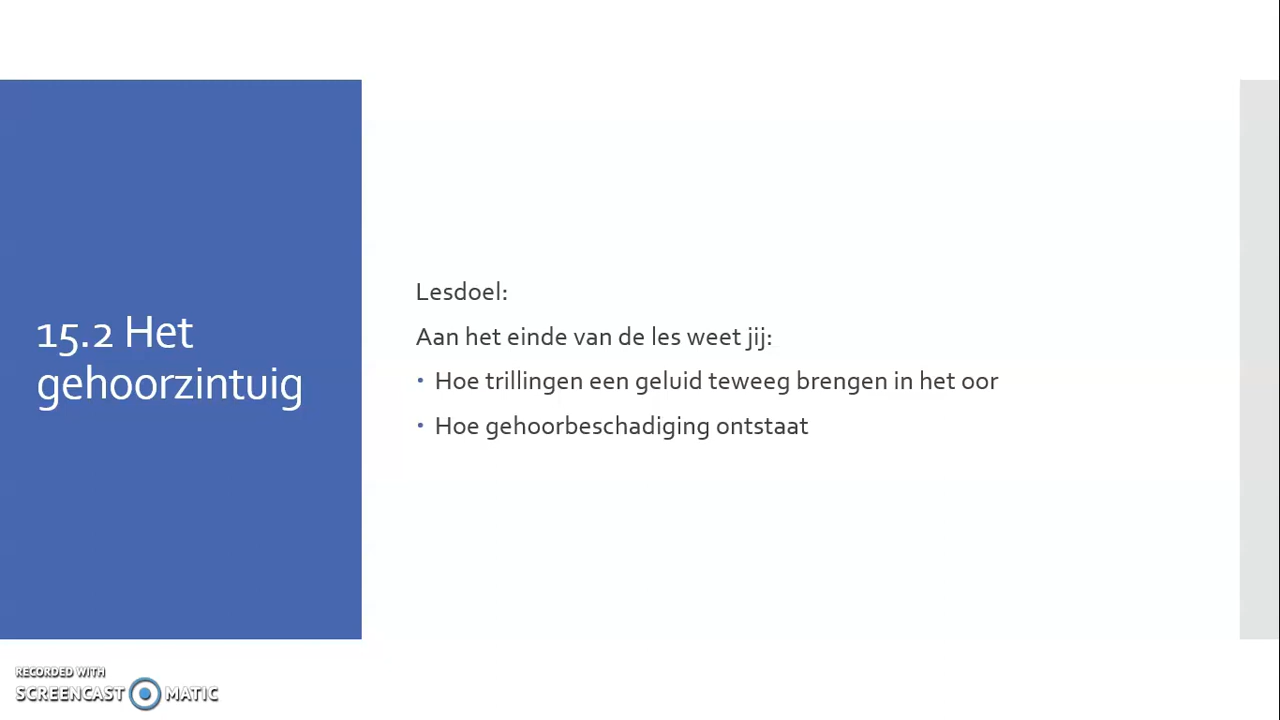 15.2 Het
gehoorzintuig
Lesdoel:
Aan het einde van de les weet jij:
• Hoe trillingen een geluid teweeg brengen in het oor
• Hoe gehoorbeschadiging ontstaat
RECORDED WITH
SCREENCAST MATIC